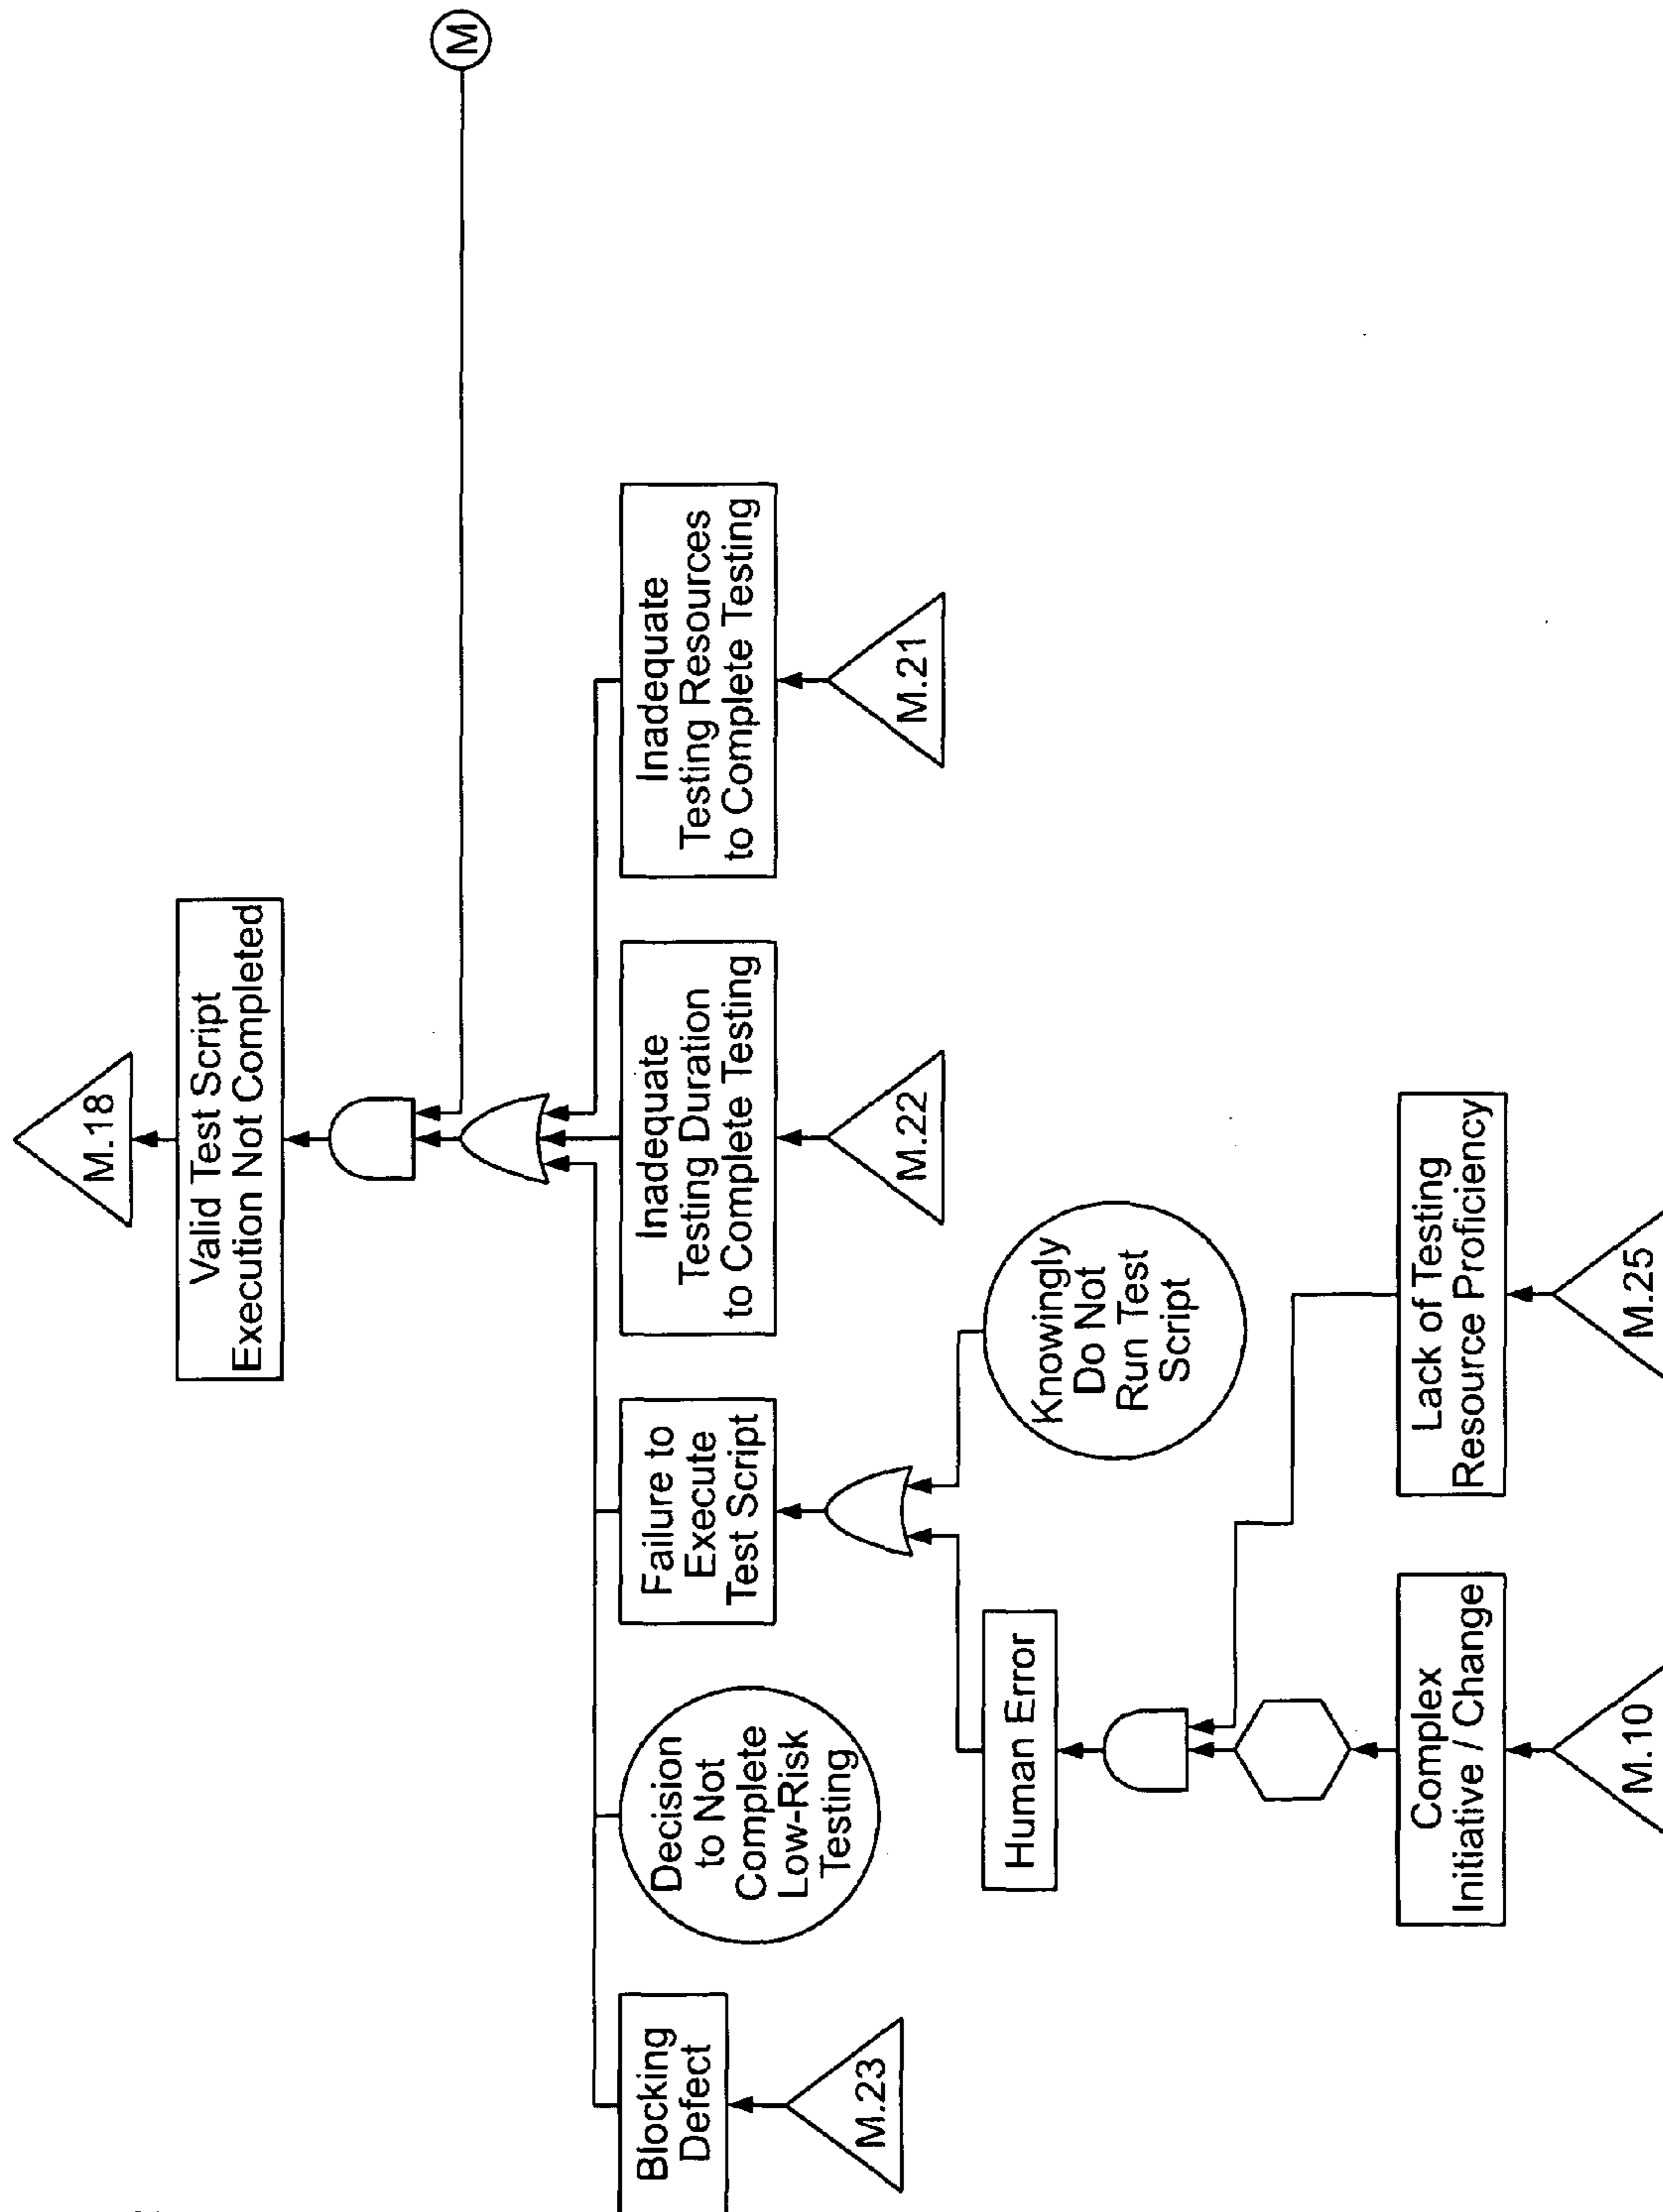 M.18
Valid Test Script
Execution Not Completed
M
Blocking
Defect
M.23
Decision
to Not
Complete
Low-Risk
Testing
Failure to
Execute
Test Script
Inadequate
Testing Duration
to Complete Testing
M.22
Inadequate
Testing Resources
to Complete Testing
M.21
Human Error
Knowingly
Do Not
Run Test
Script
Complex
Initiative / Change
M.10
Lack of Testing
Resource Proficiency
M.25